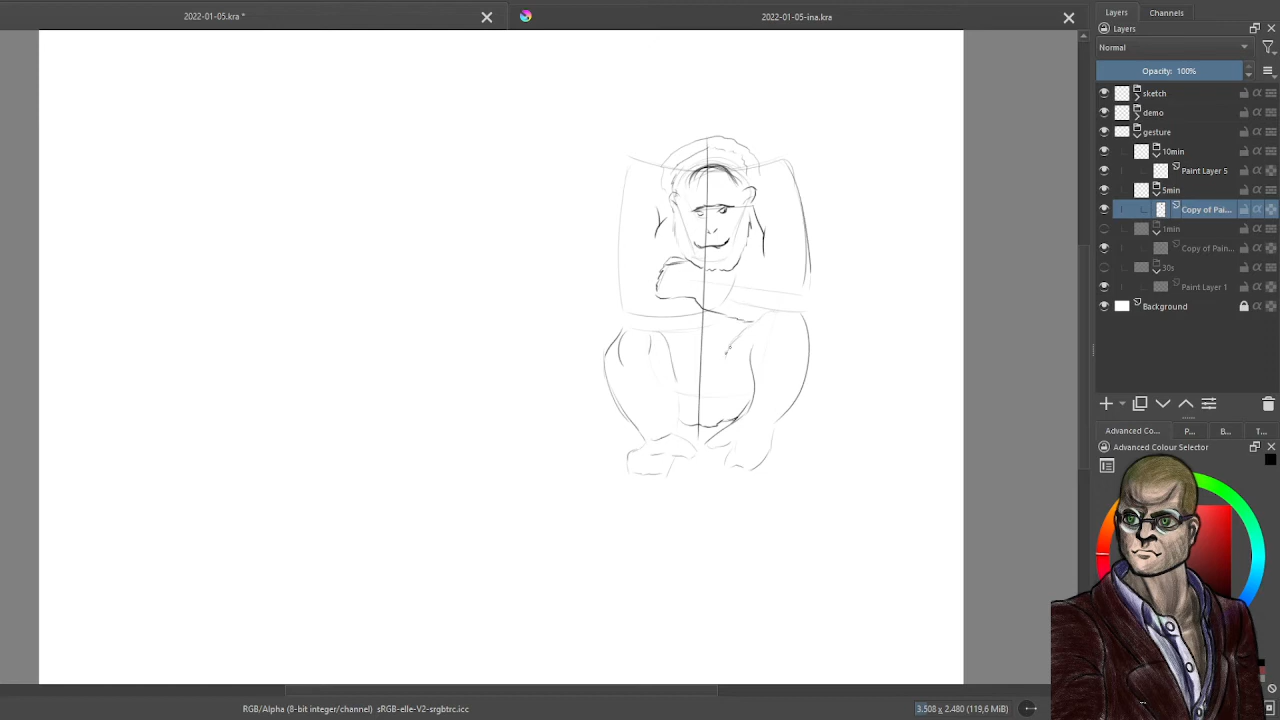 2022-01-05.kra *
2022-01-05-ina.kra
Layers
Channels
Layers
Normal
Opacity: 100%
sketch
demo
gesture
10min
Paint Layer 5
5min
Copy of Pai...
1min
Copy of Pain...
30s
Paint Layer 1
Background
Advanced Co...
P...
B...
T...
Advanced Colour Selector
RGB/Alpha (8-bit integer/channel) sRGB-elle-V2-srgbtrc.icc
3.508 x 2.480 (119,6 MiB)